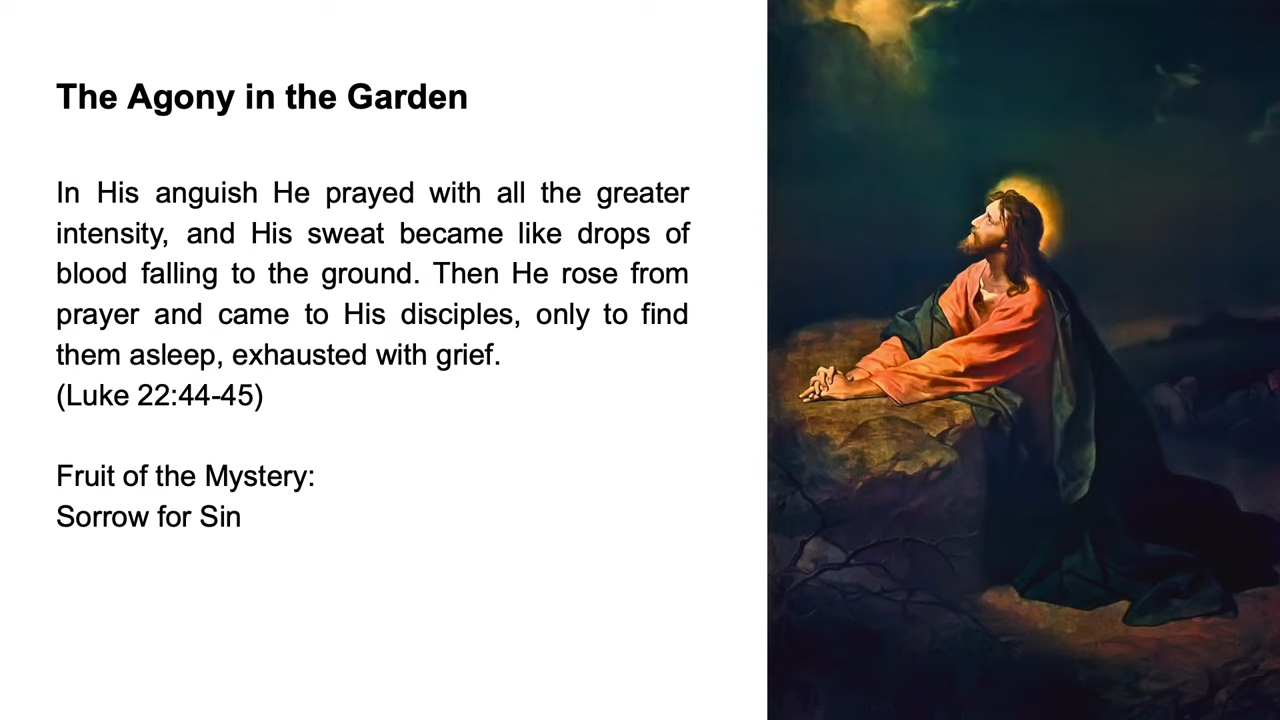 The Agony in the Garden
In His anguish He prayed with all the greater
intensity, and His sweat became like drops of
blood falling to the ground. Then He rose from
prayer and came to His disciples, only to find
them asleep, exhausted with grief.
(Luke 22:44-45)
Fruit of the Mystery:
Sorrow for Sin